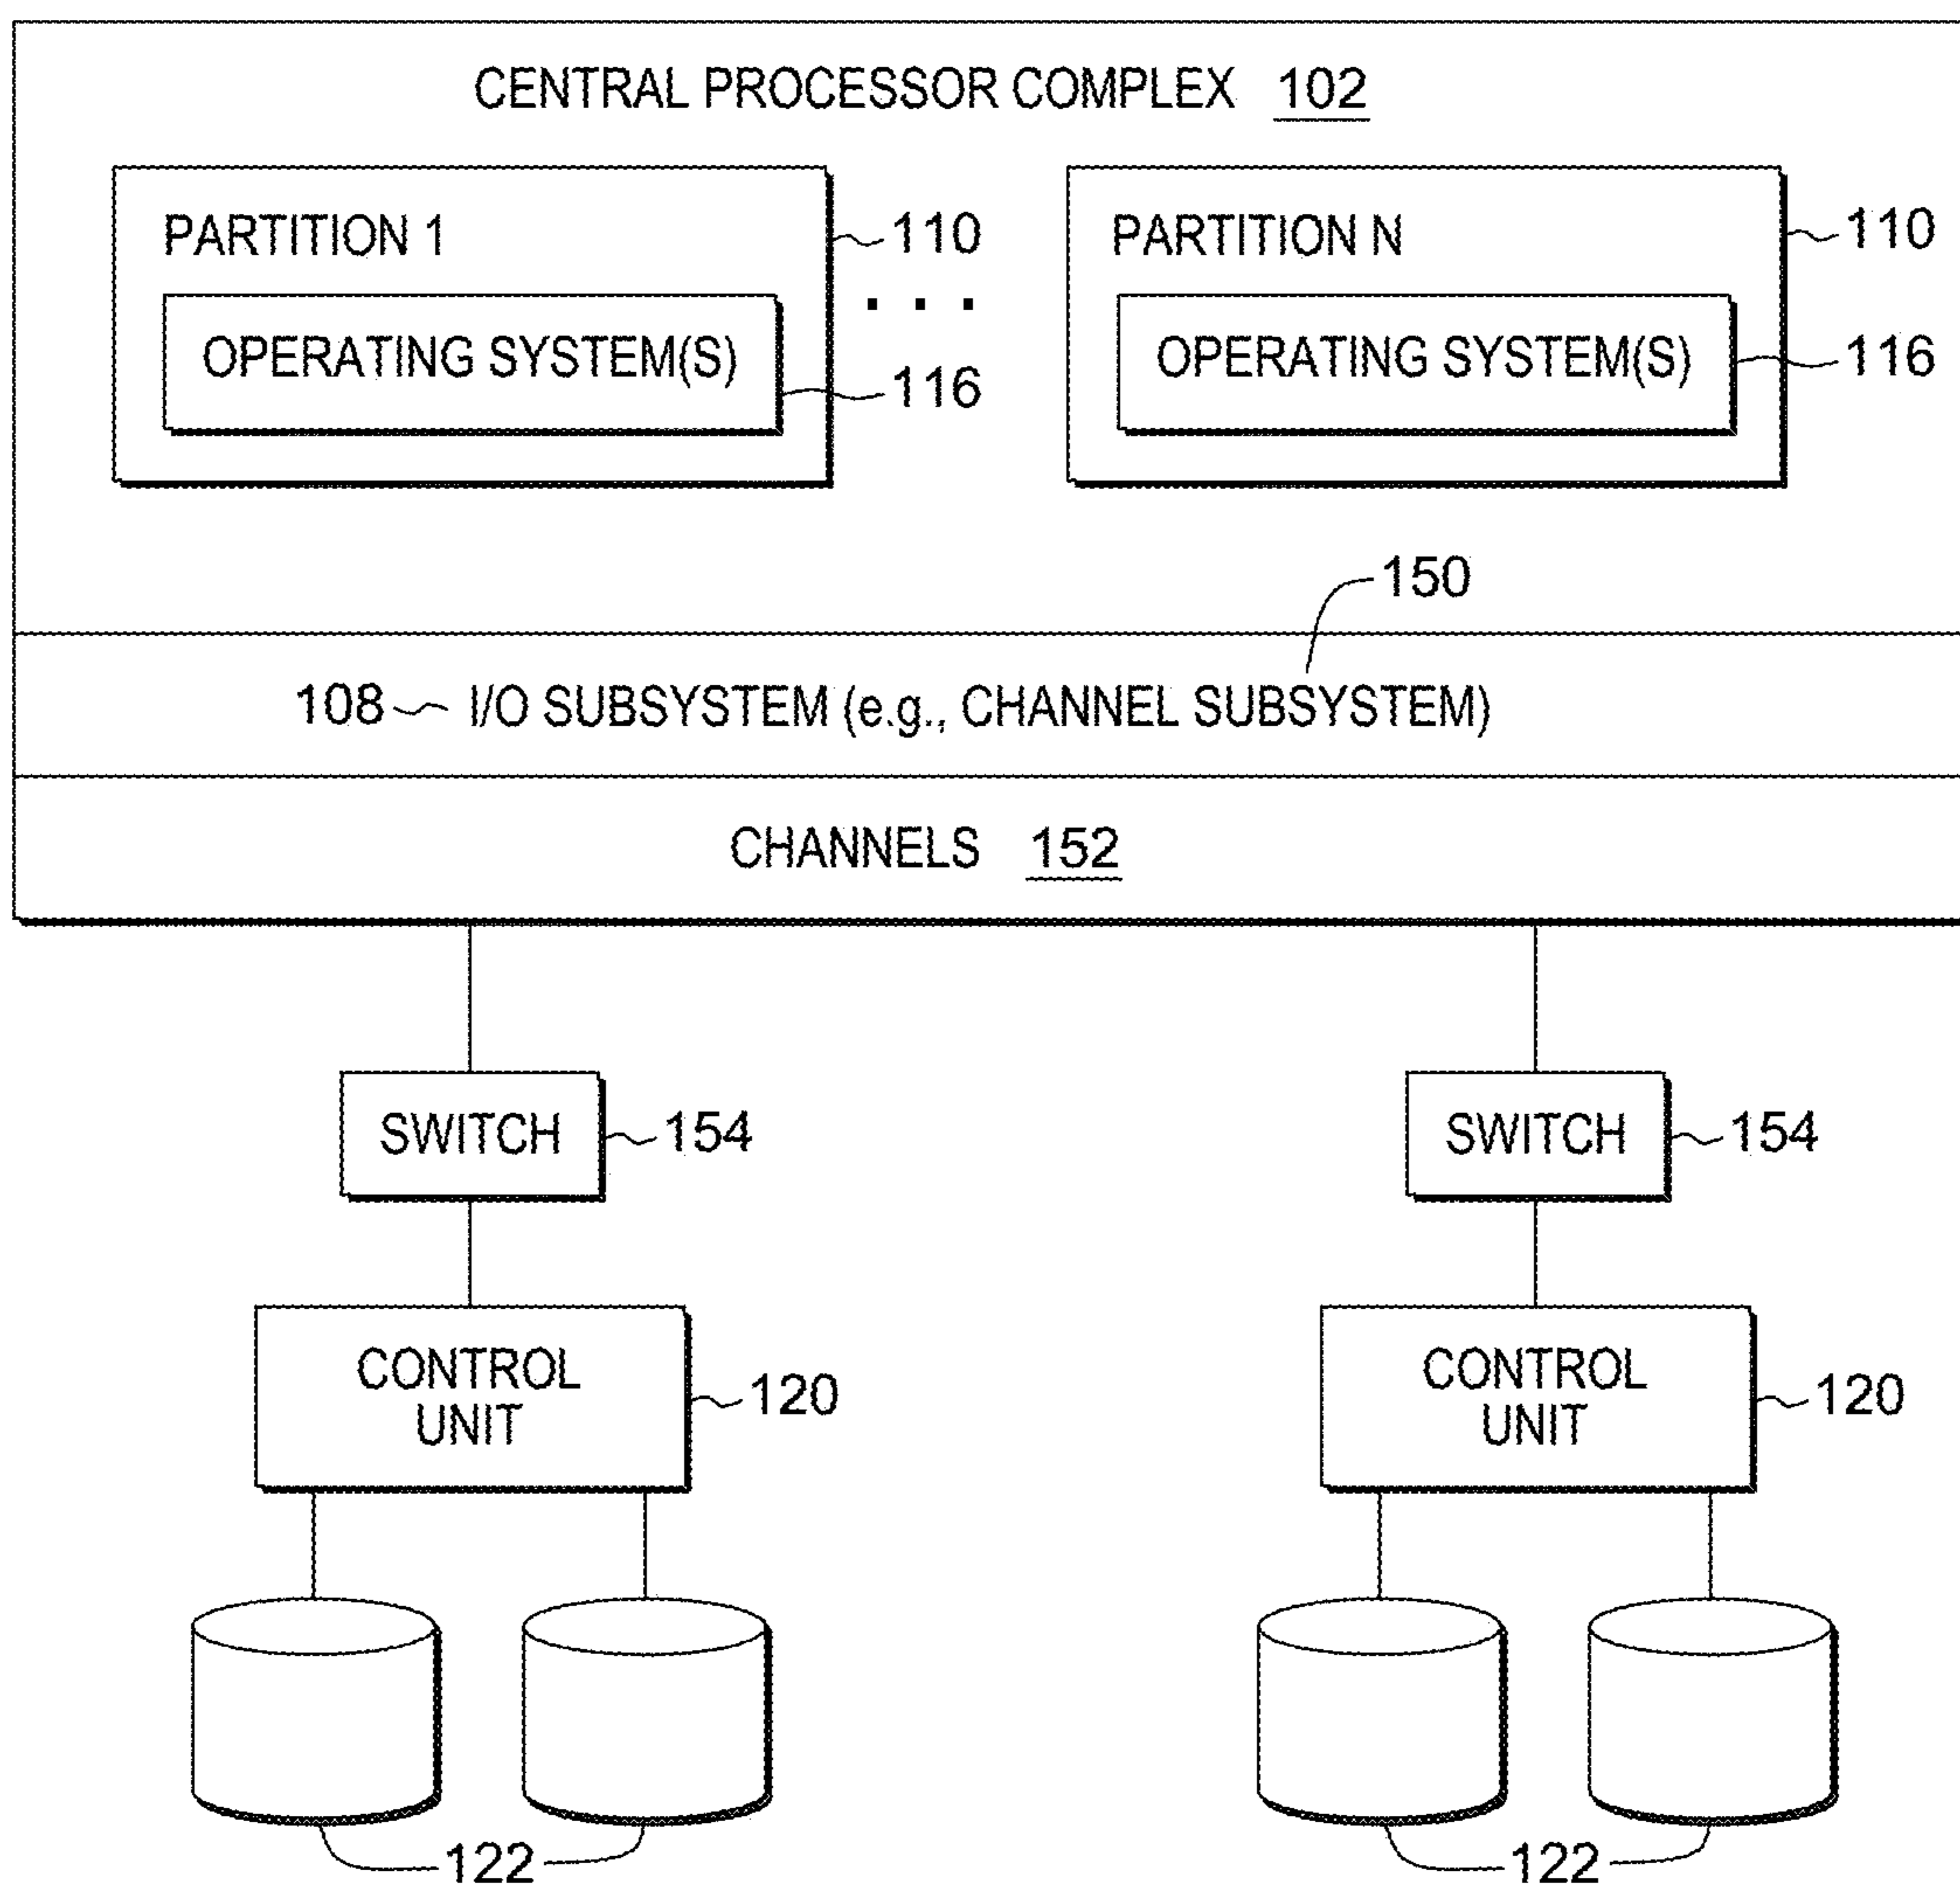 CENTRAL PROCESSOR COMPLEX 102
PARTITION 1
110
PARTITION N
110
. . .
OPERATING SYSTEM(S)
116
OPERATING SYSTEM(S)
116
150
108 I/O SUBSYSTEM (e.g., CHANNEL SUBSYSTEM)
CHANNELS 152
SWITCH 154
SWITCH 154
CONTROL
UNIT
120
CONTROL
UNIT
120
122
122